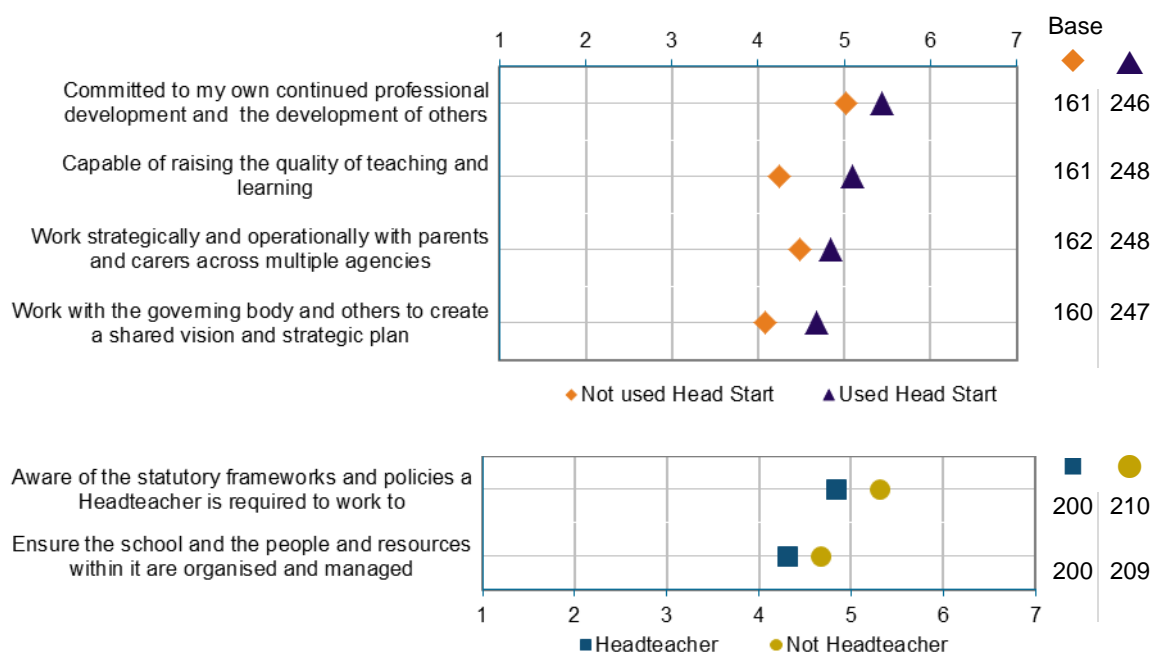 Base
1 2 3 4 5 6 7
Committed to my own continued professional
development and the development of others
161 246
Capable of raising the quality of teaching and
learning
161 248
Work strategically and operationally with parents
and carers across multiple agencies
162 248
Work with the governing body and others to create
a shared vision and strategic plan
160 247
Not used Head Start Used Head Start
Aware of the statutory frameworks and policies a
Headteacher is required to work to
200 210
Ensure the school and the people and resources
within it are organised and managed
200 209
1 2 3 4 5 6 7
Headteacher Not Headteacher